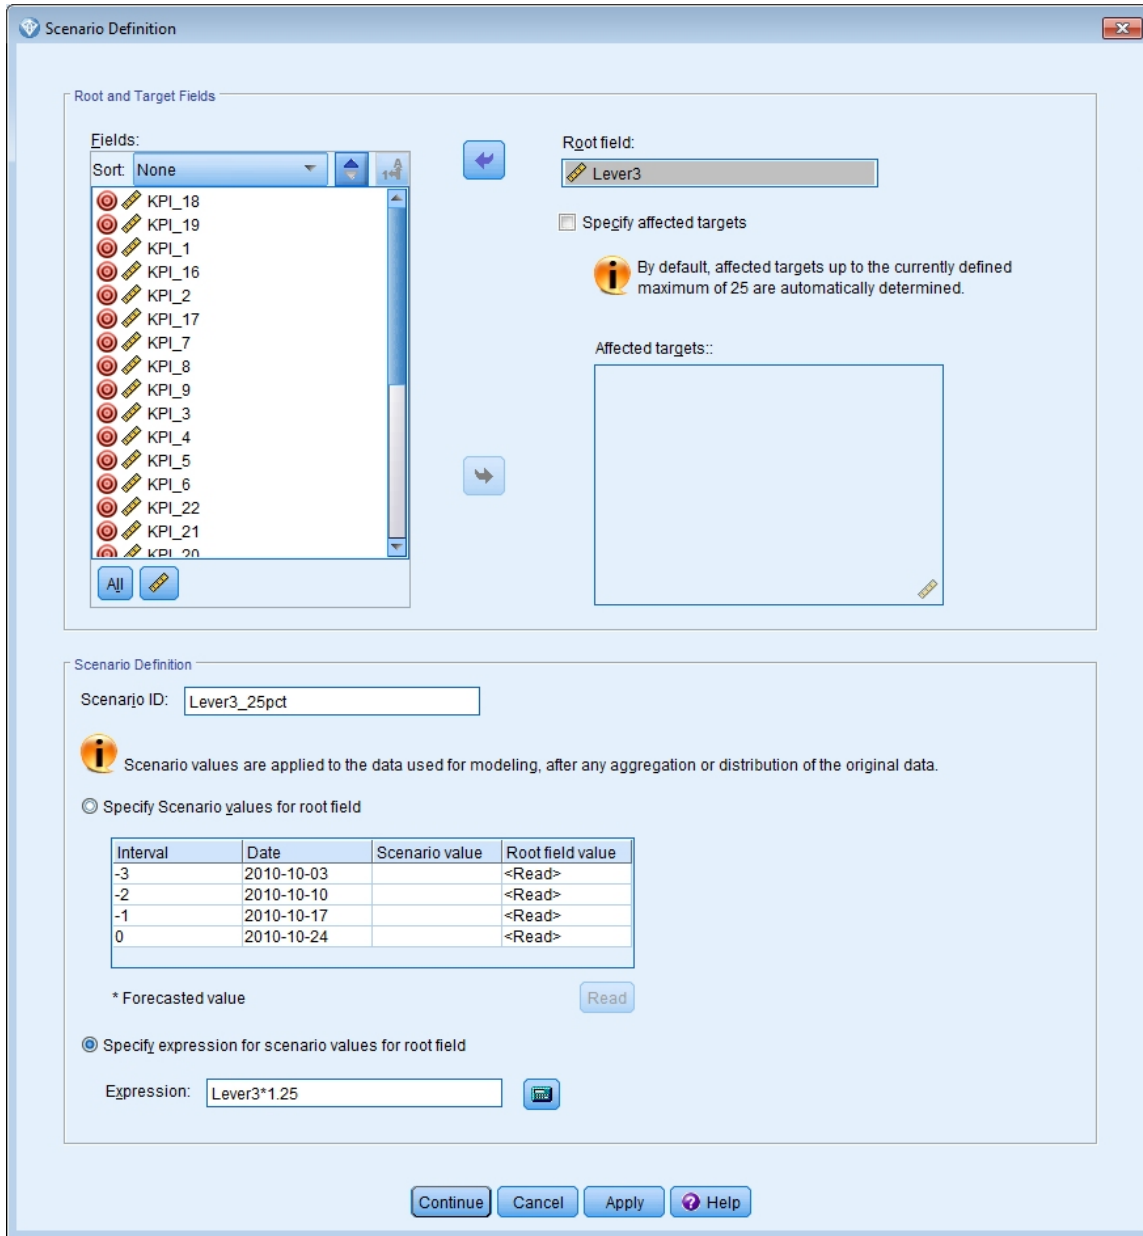 Scenario Definition
Root and Target Fields
Fields:
Sort: None
KPI_18
KPI_19
KPI_1
KPI_16
KPI_2
KPI_17
KPI_7
KPI_8
KPI_9
KPI_3
KPI_4
KPI_5
KPI_6
KPI_22
KPI_21
KPI_20
All
Root field:
Lever3
Specify affected targets
By default, affected targets up to the currently defined
maximum of 25 are automatically determined.
Affected targets::
Scenario Definition
Scenario ID: Lever3_25pct
Scenario values are applied to the data used for modeling, after any aggregation or distribution of the original data.
Specify Scenario values for root field
Interval Date Scenario value Root field value
-3 2010-10-03 <Read>
-2 2010-10-10 <Read>
-1 2010-10-17 <Read>
0 2010-10-24 <Read>
* Forecasted value Read
Specify expression for scenario values for root field
Expression: Lever3*1.25
Continue Cancel Apply Help